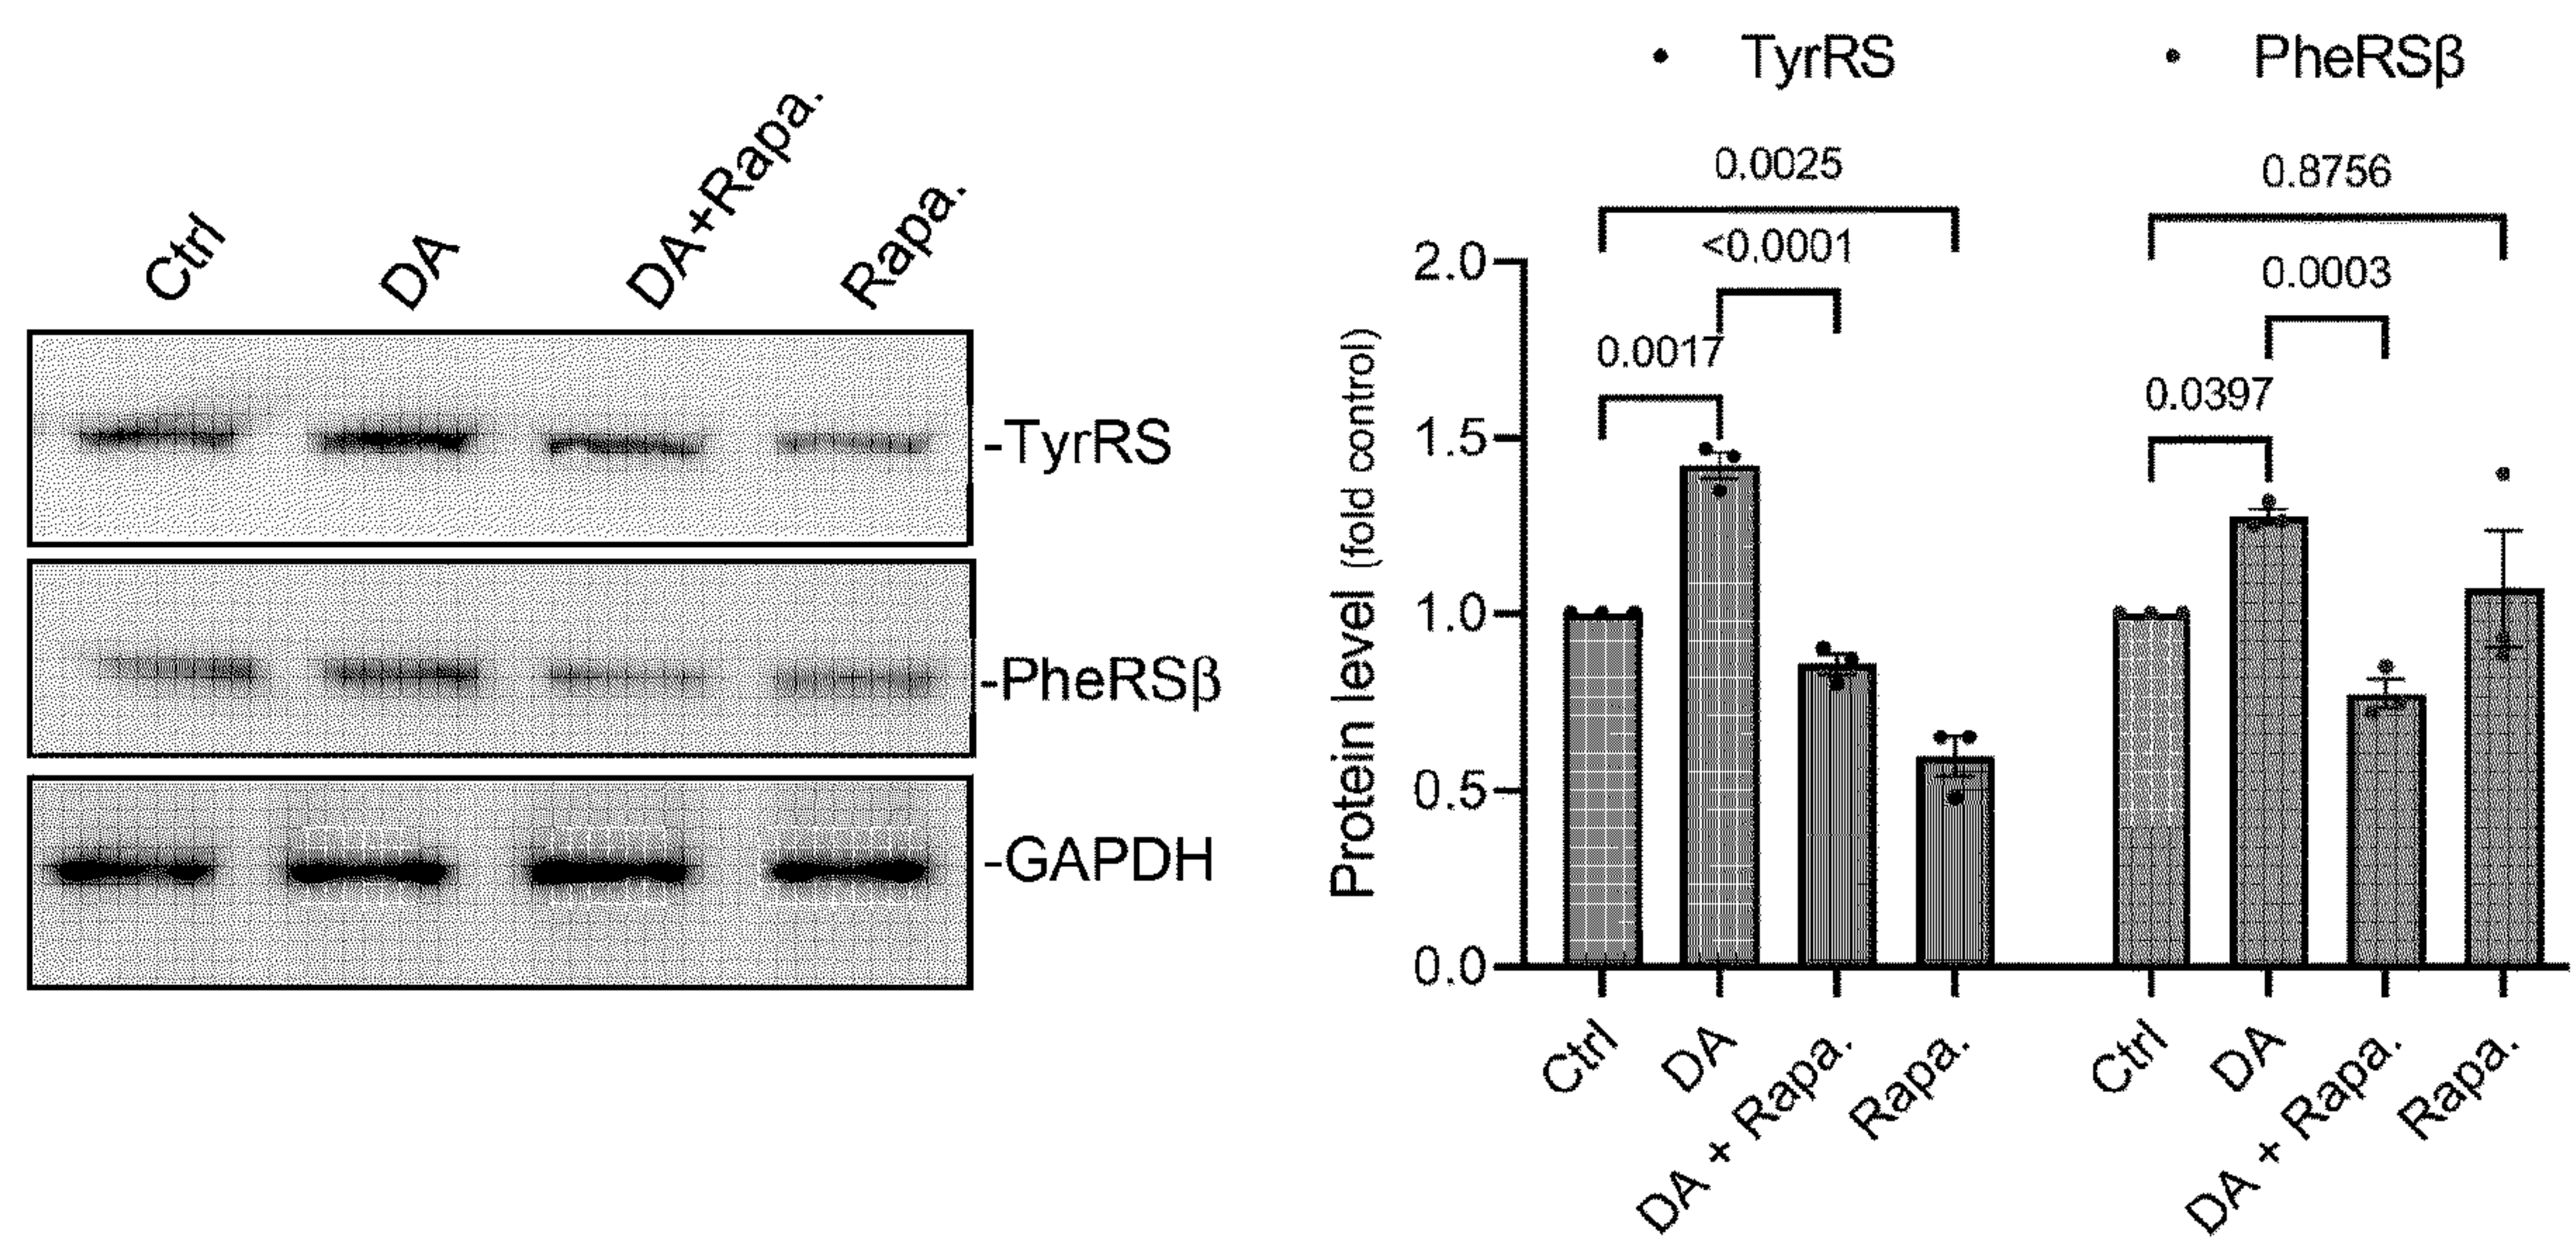 Ctrl
DA
DA+Rapa.
Rapa.
-TyrRS
-PheRSβ
-GAPDH
TyrRS
PheRSβ
0.0025
<0.0001
0.0017
0.8756
0.0003
0.0397
Protein level (fold control)
2.0
1.5
1.0
0.5
0.0
Ctrl
DA
DA + Rapa.
Rapa.
Ctrl
DA
DA + Rapa.
Rapa.